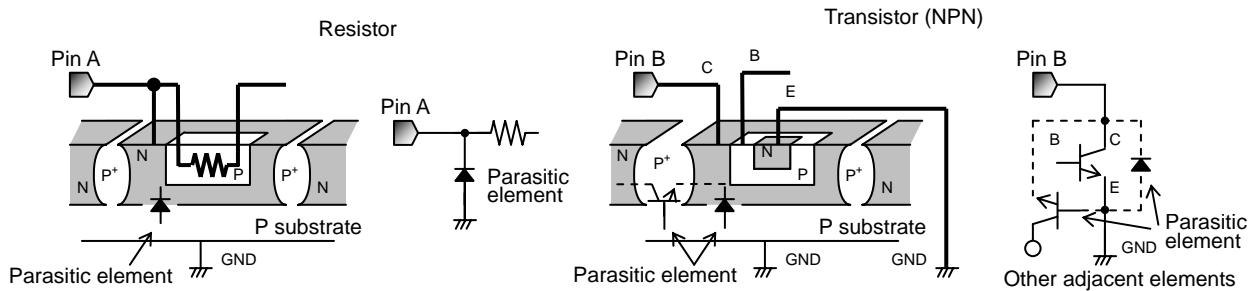 Resistor
Transistor (NPN)
Pin A
Pin B
C
B
E
Pin A
Pin B
N
P
N
P+
P+
N
Parasitic
element
N
N
P+
N
P
P+
N
B
C
E
P substrate
GND
Parasitic element
P substrate
GND
GND
Parasitic element
Parasitic
element
GND
Other adjacent elements